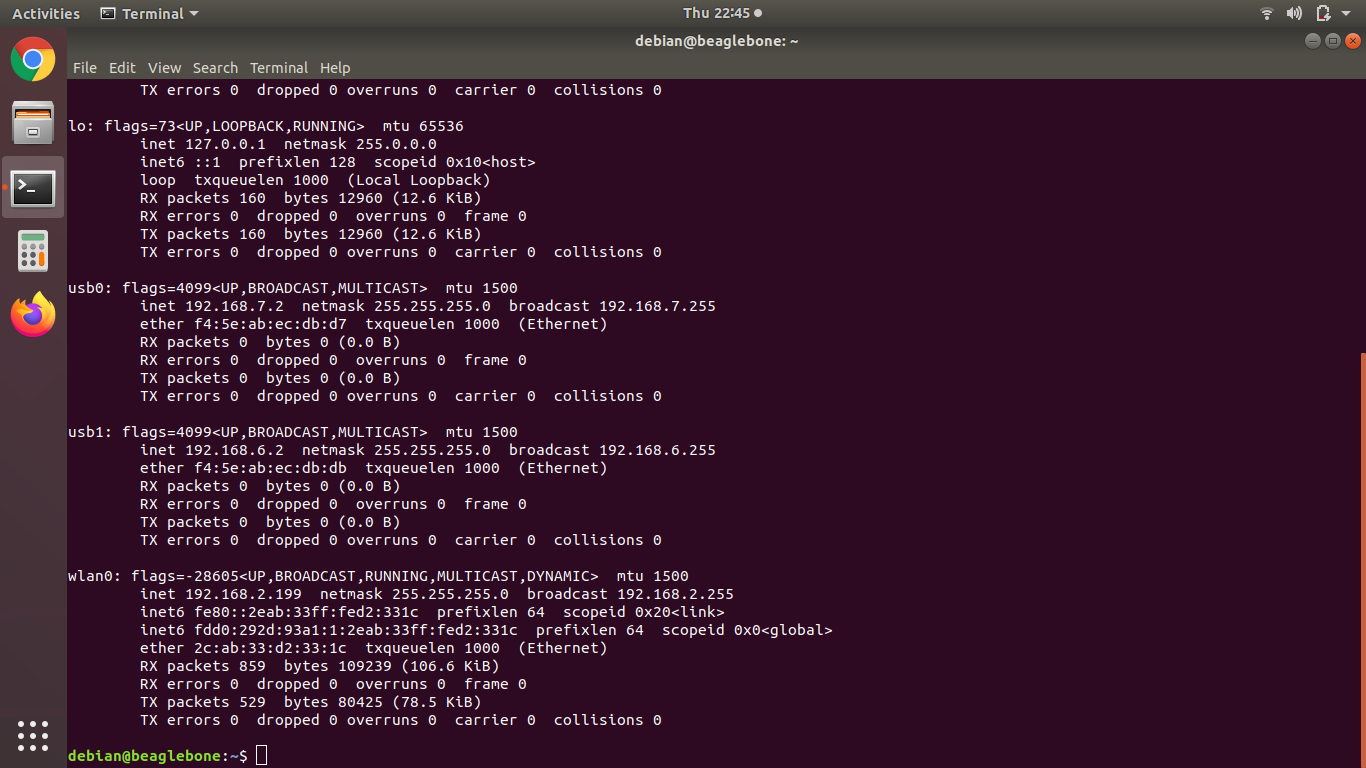 Activities Terminal Thu 22:45
debian@beaglebone: ~
File Edit View Search Terminal Help
TX errors 0  dropped 0 overruns 0  carrier 0  collisions 0
lo: flags=73<UP,LOOPBACK,RUNNING>  mtu 65536
inet 127.0.0.1  netmask 255.0.0.0
inet6 ::1  prefixlen 128  scopeid 0x10<host>
loop  txqueuelen 1000  (Local Loopback)
RX packets 160  bytes 12960 (12.6 KiB)
RX errors 0  dropped 0  overruns 0  frame 0
TX packets 160  bytes 12960 (12.6 KiB)
TX errors 0  dropped 0 overruns 0  carrier 0  collisions 0
usb0: flags=4099<UP,BROADCAST,MULTICAST>  mtu 1500
inet 192.168.7.2  netmask 255.255.255.0  broadcast 192.168.7.255
ether f4:5e:ab:ec:db:d7  txqueuelen 1000  (Ethernet)
RX packets 0  bytes 0 (0.0 B)
RX errors 0  dropped 0  overruns 0  frame 0
TX packets 0  bytes 0 (0.0 B)
TX errors 0  dropped 0 overruns 0  carrier 0  collisions 0
usb1: flags=4099<UP,BROADCAST,MULTICAST>  mtu 1500
inet 192.168.6.2  netmask 255.255.255.0  broadcast 192.168.6.255
ether f4:5e:ab:ec:db:db  txqueuelen 1000  (Ethernet)
RX packets 0  bytes 0 (0.0 B)
RX errors 0  dropped 0  overruns 0  frame 0
TX packets 0  bytes 0 (0.0 B)
TX errors 0  dropped 0 overruns 0  carrier 0  collisions 0
wlan0: flags=-28605<UP,BROADCAST,RUNNING,MULTICAST,DYNAMIC>  mtu 1500
inet 192.168.2.199  netmask 255.255.255.0  broadcast 192.168.2.255
inet6 fe80::2eab:33ff:fed2:331c  prefixlen 64  scopeid 0x20<link>
inet6 fdd0:292d:93a1:1:2eab:33ff:fed2:331c  prefixlen 64  scopeid 0x0<global>
ether 2c:ab:33:d2:33:1c  txqueuelen 1000  (Ethernet)
RX packets 859  bytes 109239 (106.6 KiB)
RX errors 0  dropped 0  overruns 0  frame 0
TX packets 529  bytes 80425 (78.5 KiB)
TX errors 0  dropped 0 overruns 0  carrier 0  collisions 0
debian@beaglebone:~$